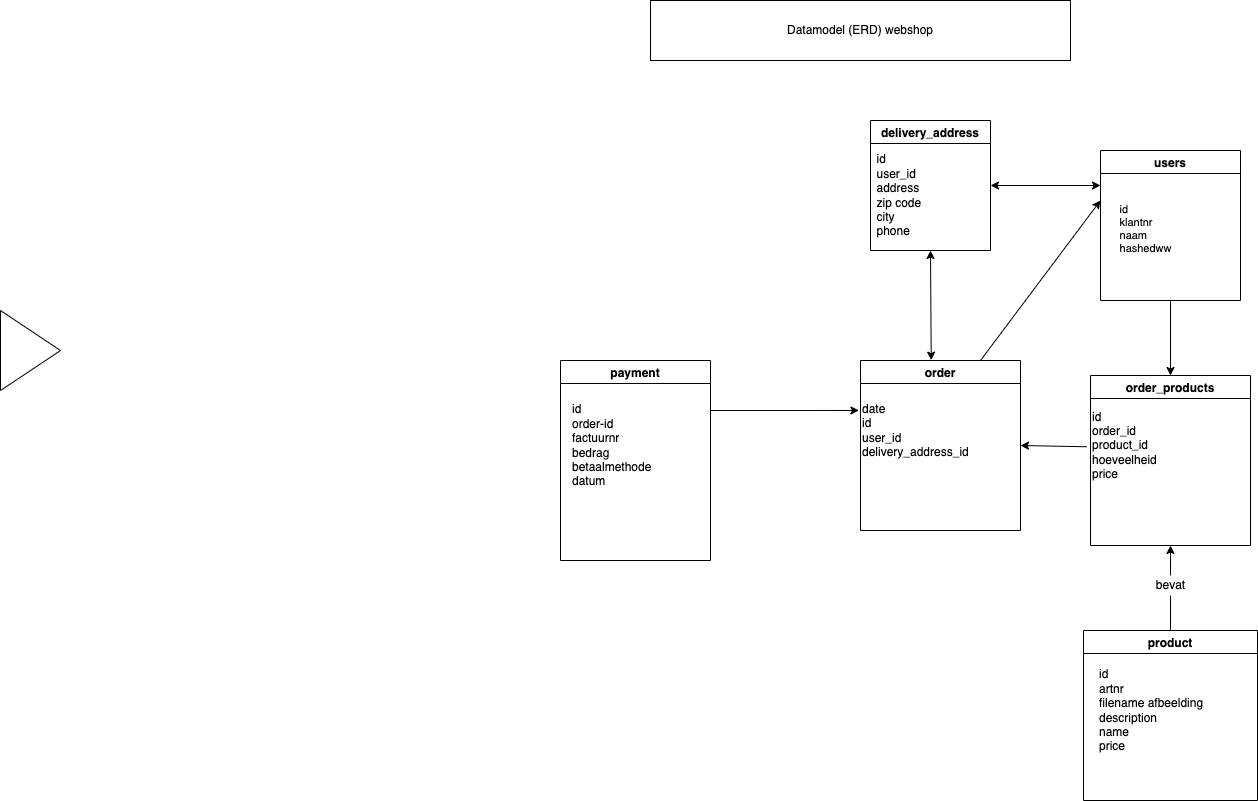 Datamodel (ERD) webshop
delivery_address
id
user_id
address
zip code
city
phone
users
id
klantnr
naam
hashedww
payment
id
order-id
factuurnr
bedrag
betaalmethode
datum
order
date
id
user_id
delivery_address_id
order_products
id
order_id
product_id
hoeveelheid
price
bevat
product
id
artnr
filename afbeelding
description
name
price